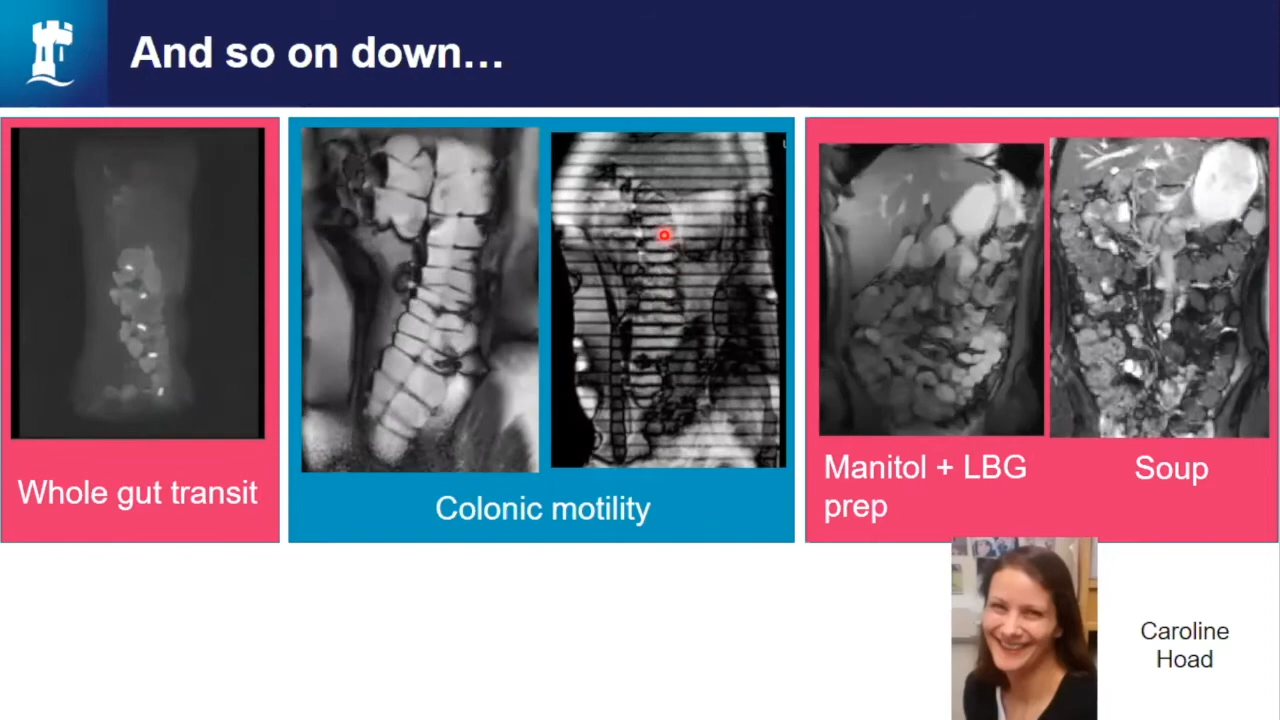 And so on down...
Whole gut transit
Colonic motility
Manitol + LBG
prep
Soup
Caroline
Hoad